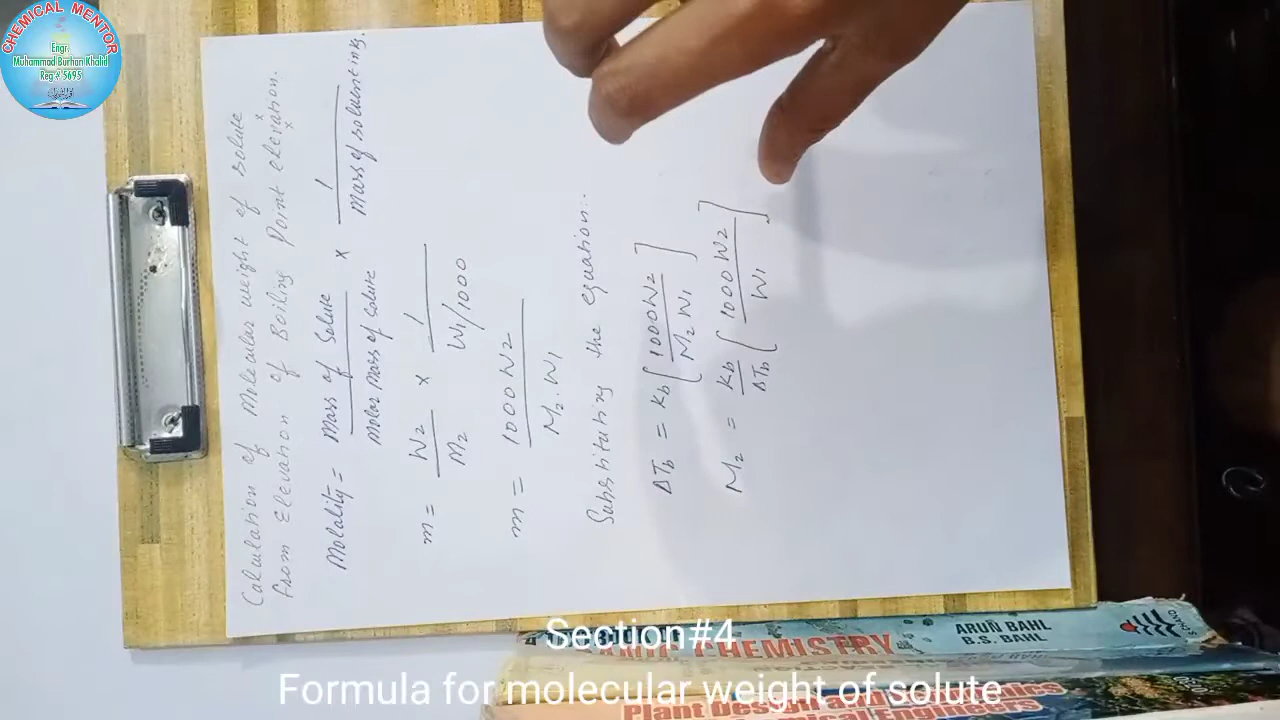 CHEMICAL MENTOR
Engr.
Muhammad Burhan Khalid
Reg # 5695
Calculation of Molecular weight of solute
from Elevation of Boiling Point elevation.
Molality = Mass of Solute / Molar Mass of solute × 1 / Mass of solvent in kg.
m = W2 / M2 × 1 / W1/1000
m = 1000 W2 / M2 . W1
Substituting the equation:.
ΔTb = Kb [ 1000 W2 / M2 W1 ]
M2 = Kb / ΔTb [ 1000 W2 / W1 ]
CHEMISTRY
ARUN BAHL
B.S. BAHL
S. CHAND
Plant Design and
Chemical Engineers
Section#4
Formula for molecular weight of solute